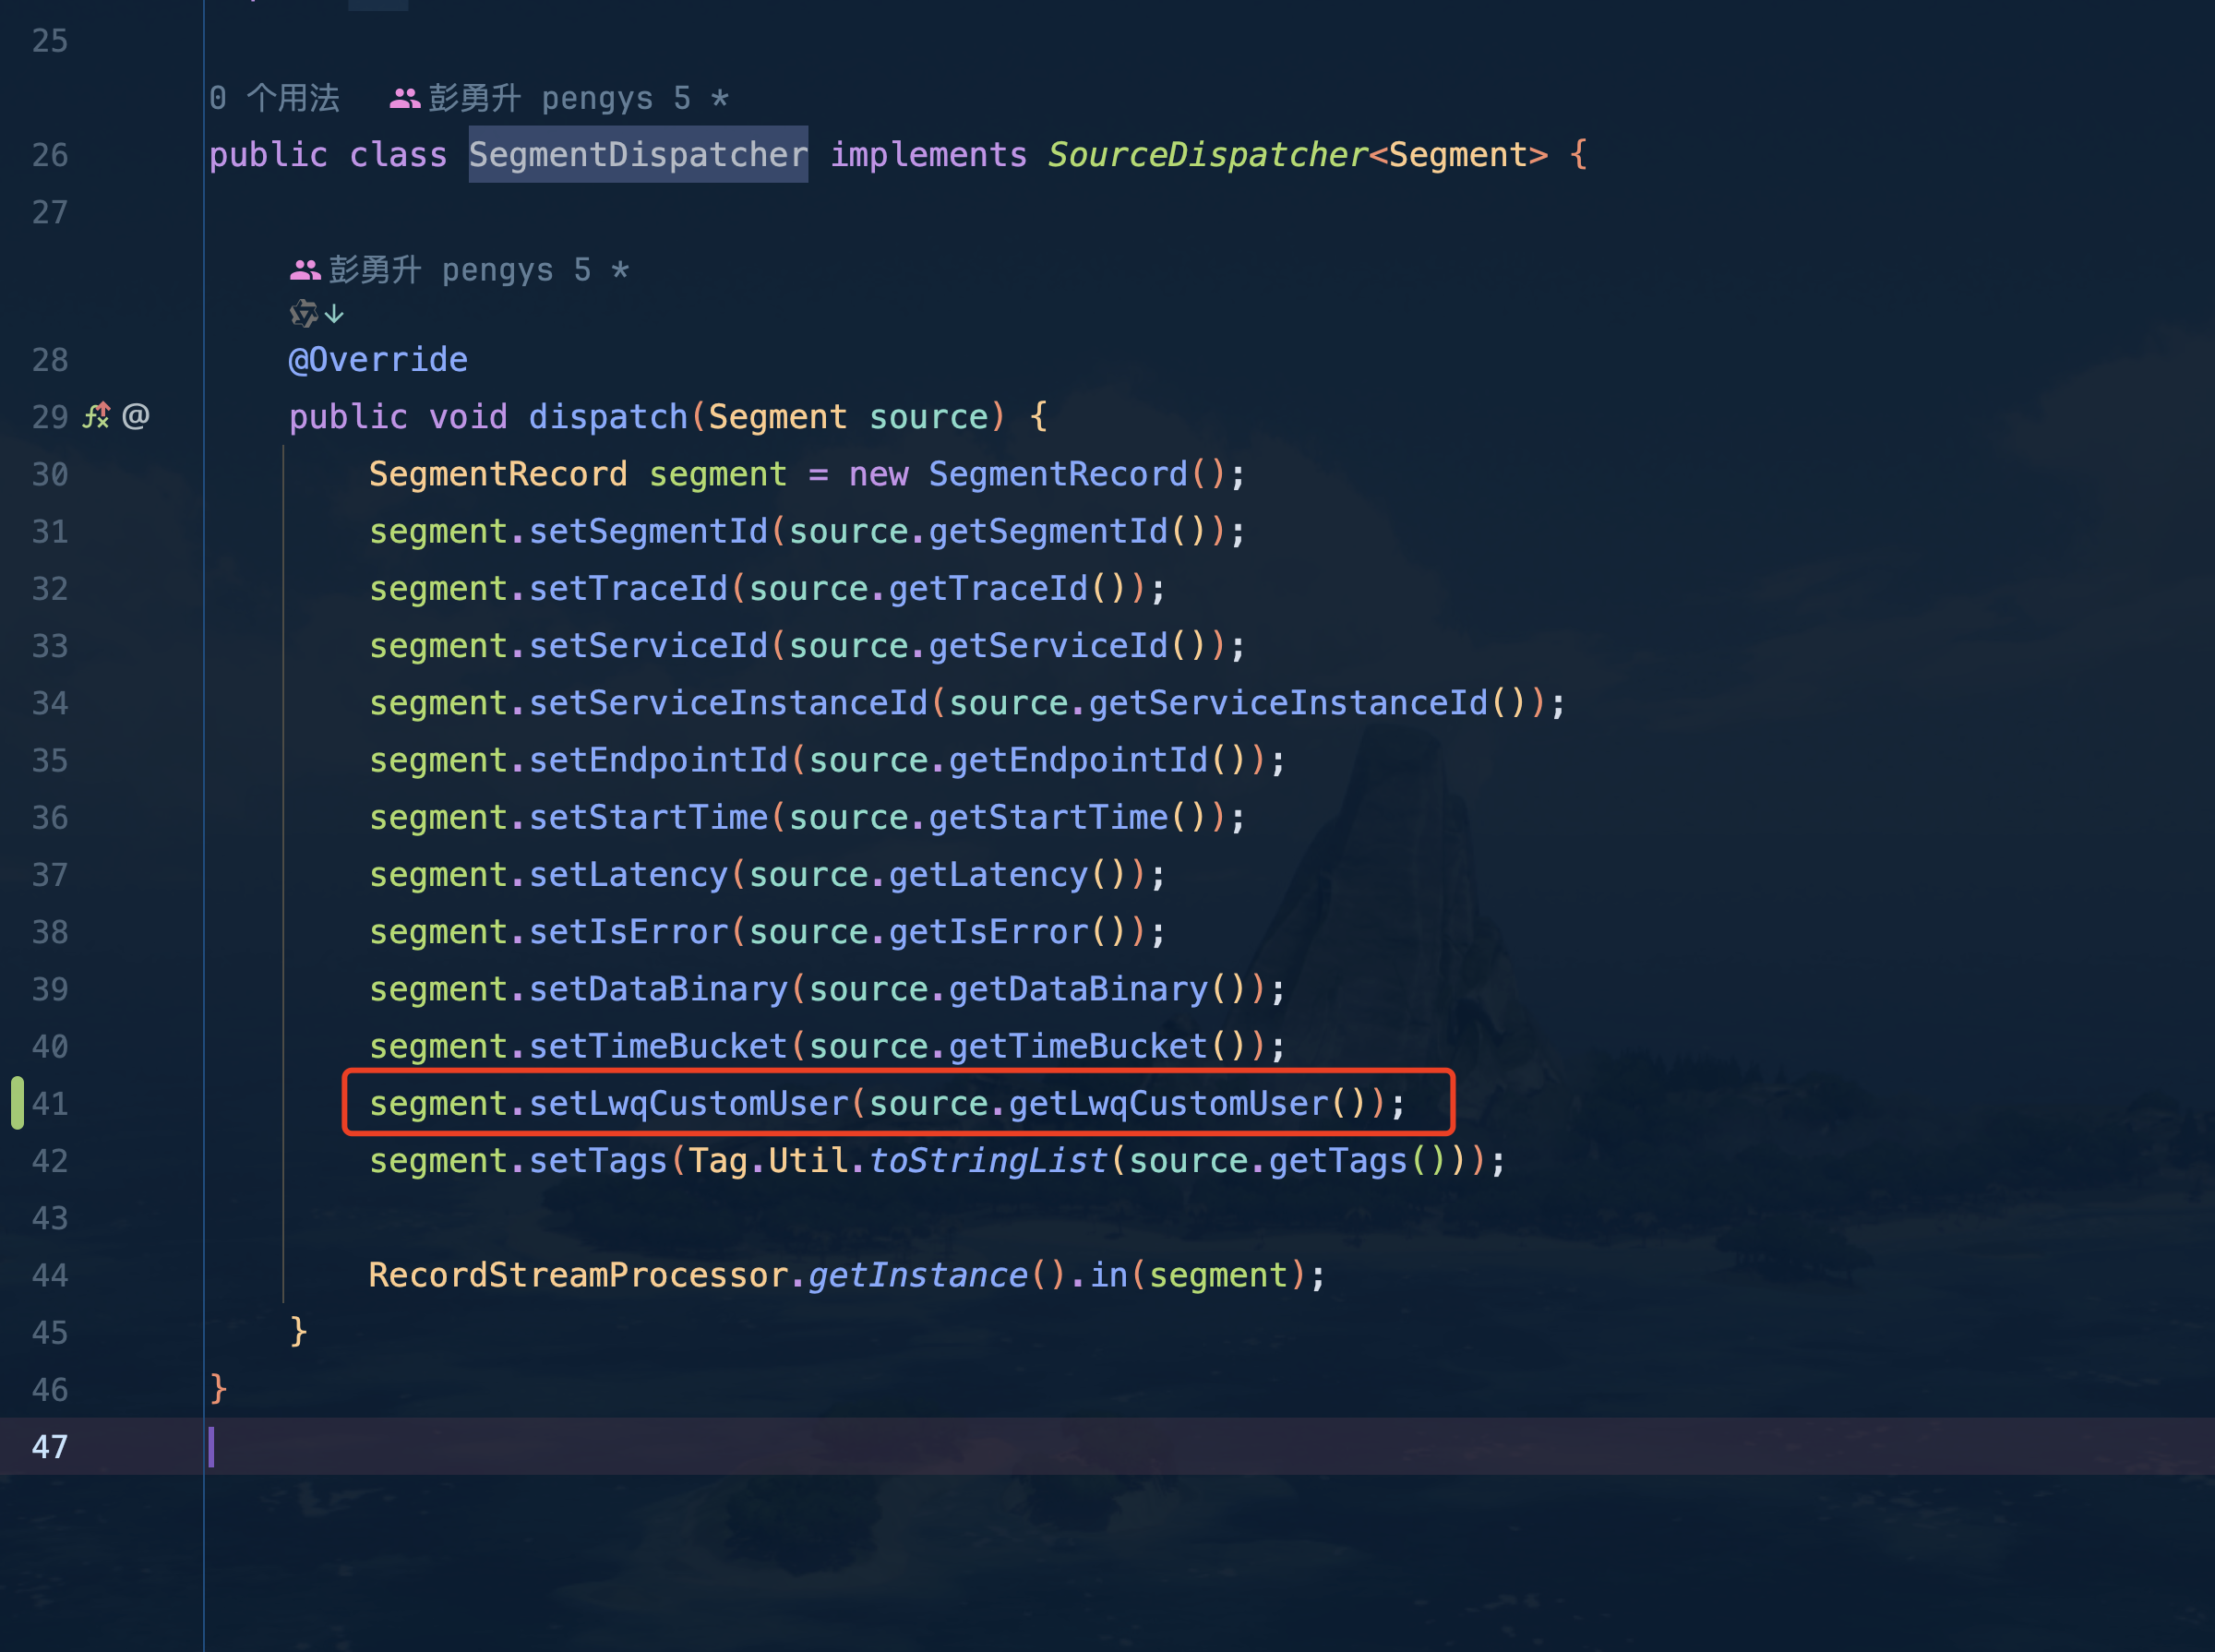 25
0 个用法 彭勇升 pengys 5 *
26 public class SegmentDispatcher implements SourceDispatcher<Segment> {
27
彭勇升 pengys 5 *
28 @Override
29 @ public void dispatch(Segment source) {
30 SegmentRecord segment = new SegmentRecord();
31 segment.setSegmentId(source.getSegmentId());
32 segment.setTraceId(source.getTraceId());
33 segment.setServiceId(source.getServiceId());
34 segment.setServiceInstanceId(source.getServiceInstanceId());
35 segment.setEndpointId(source.getEndpointId());
36 segment.setStartTime(source.getStartTime());
37 segment.setLatency(source.getLatency());
38 segment.setIsError(source.getIsError());
39 segment.setDataBinary(source.getDataBinary());
40 segment.setTimeBucket(source.getTimeBucket());
41 segment.setLwqCustomUser(source.getLwqCustomUser());
42 segment.setTags(Tag.Util.toStringList(source.getTags()));
43
44 RecordStreamProcessor.getInstance().in(segment);
45 }
46 }
47